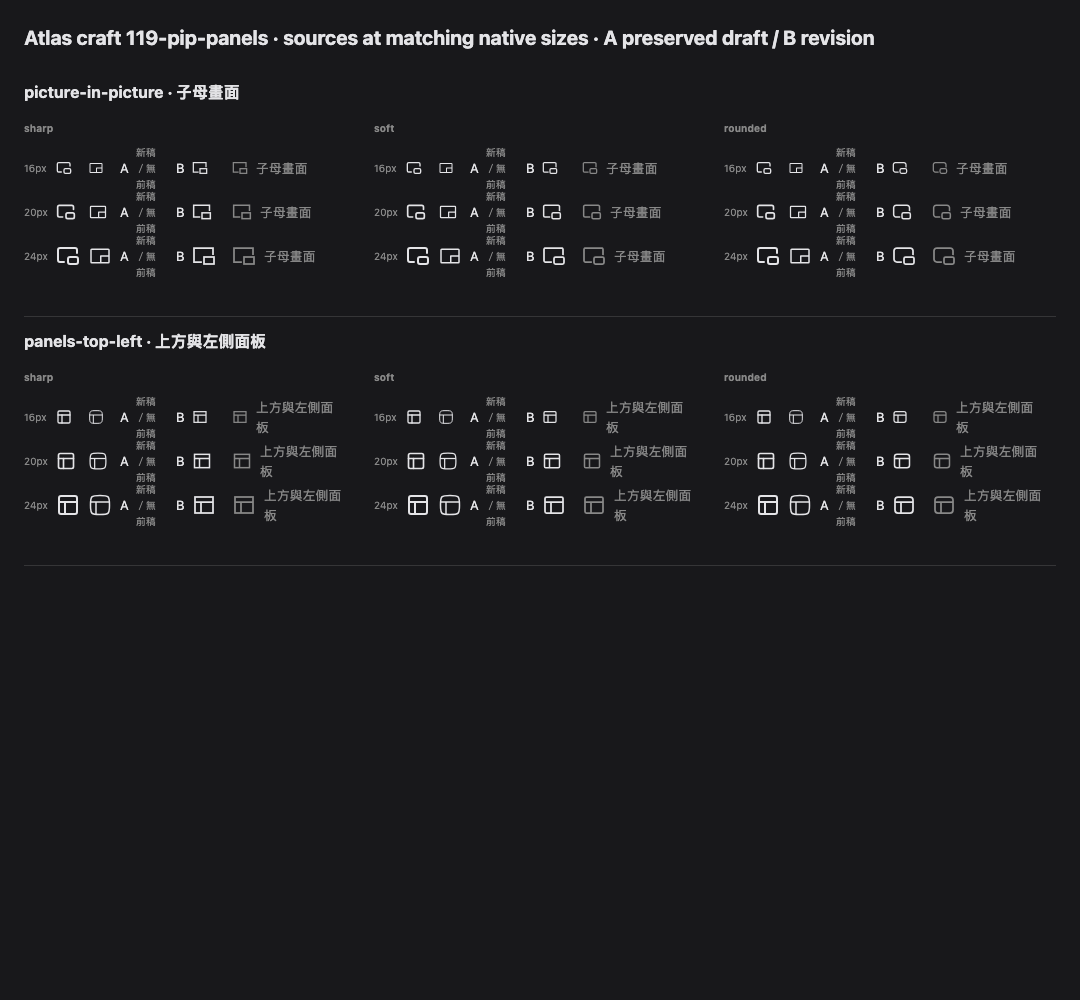 Atlas craft 119-pip-panels · sources at matching native sizes · A preserved draft / B revision
picture-in-picture · 子母畫面
sharp
soft
rounded
16px A 新稿 / 無前稿 B 子母畫面
16px A 新稿 / 無前稿 B 子母畫面
16px A 新稿 / 無前稿 B 子母畫面
20px A 新稿 / 無前稿 B 子母畫面
20px A 新稿 / 無前稿 B 子母畫面
20px A 新稿 / 無前稿 B 子母畫面
24px A 新稿 / 無前稿 B 子母畫面
24px A 新稿 / 無前稿 B 子母畫面
24px A 新稿 / 無前稿 B 子母畫面
panels-top-left · 上方與左側面板
sharp
soft
rounded
16px A 新稿 / 無前稿 B 上方與左側面板
16px A 新稿 / 無前稿 B 上方與左側面板
16px A 新稿 / 無前稿 B 上方與左側面板
20px A 新稿 / 無前稿 B 上方與左側面板
20px A 新稿 / 無前稿 B 上方與左側面板
20px A 新稿 / 無前稿 B 上方與左側面板
24px A 新稿 / 無前稿 B 上方與左側面板
24px A 新稿 / 無前稿 B 上方與左側面板
24px A 新稿 / 無前稿 B 上方與左側面板